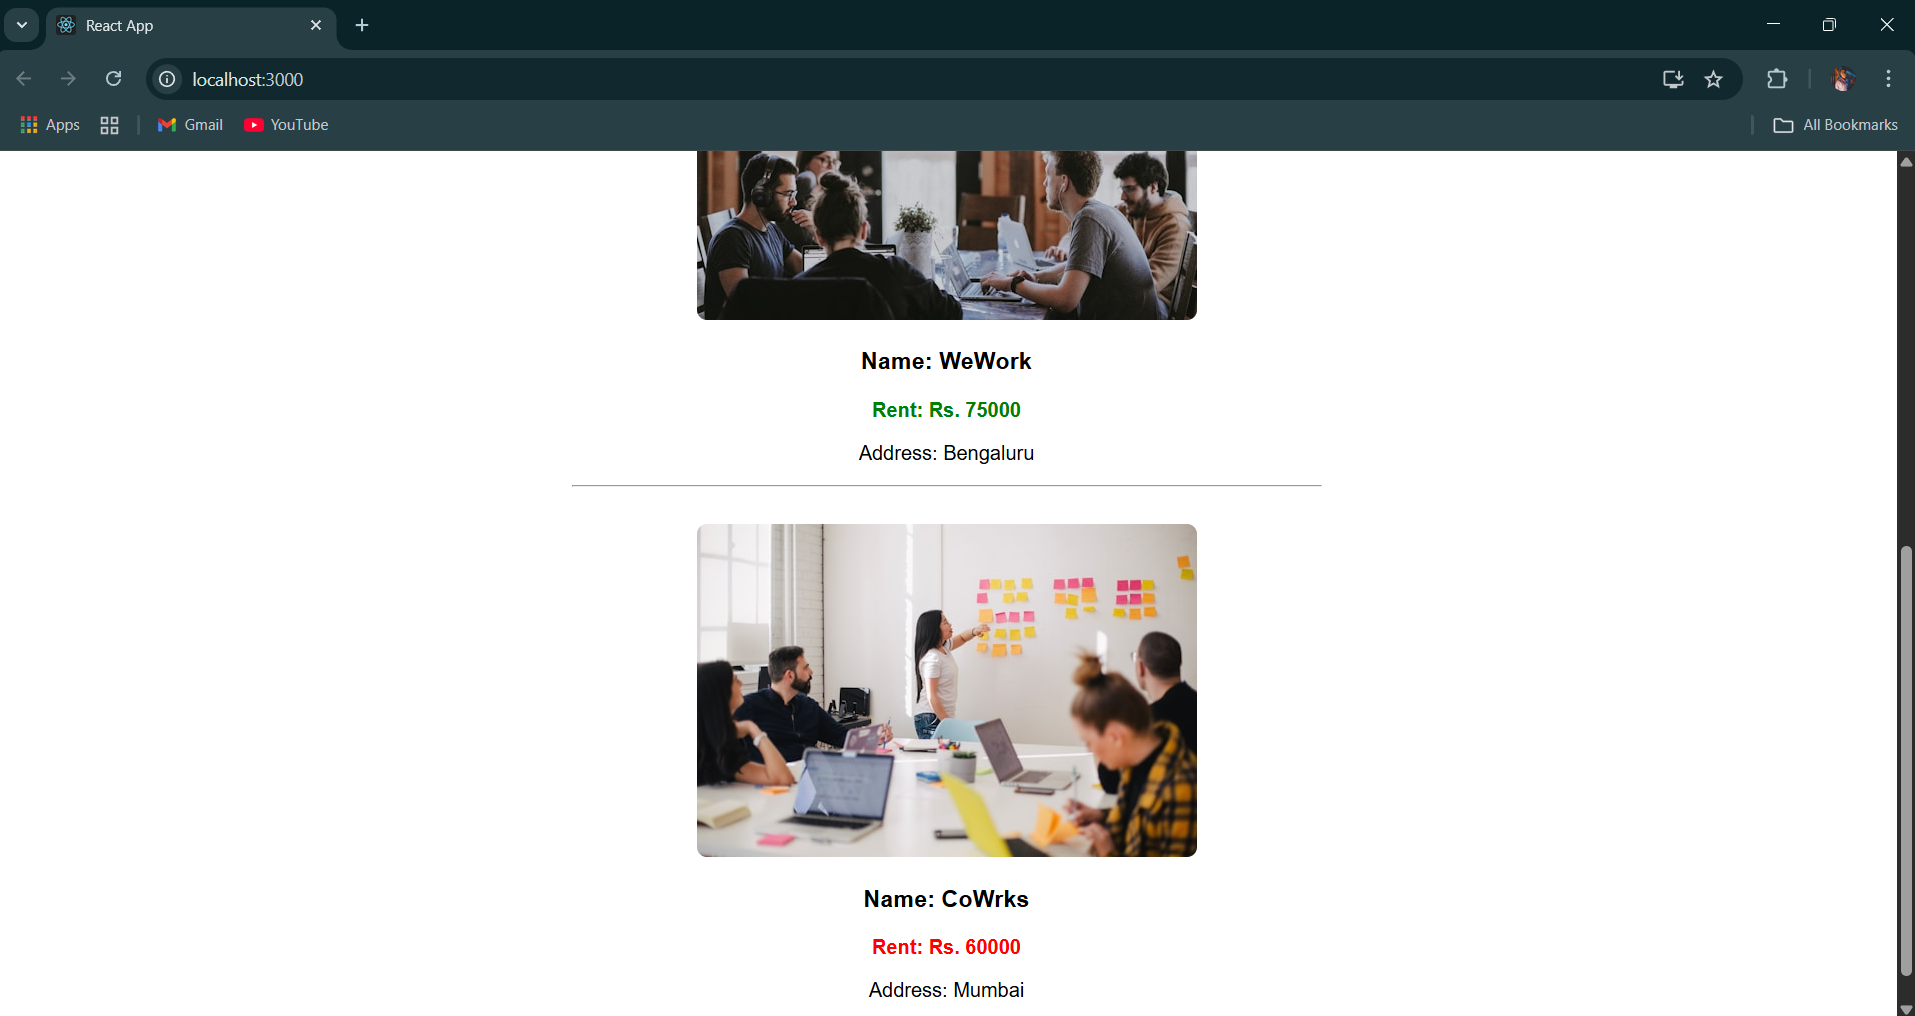 React App
localhost:3000
Apps
Gmail
YouTube
All Bookmarks
Name: WeWork
Rent: Rs. 75000
Address: Bengaluru
Name: CoWrks
Rent: Rs. 60000
Address: Mumbai